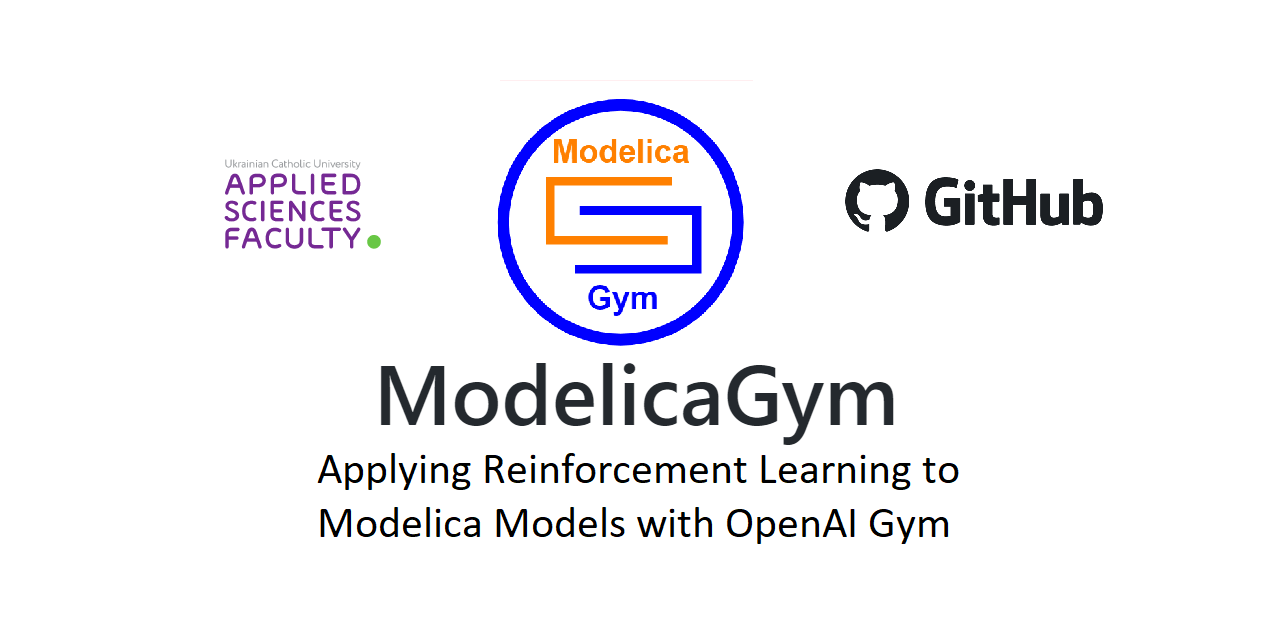 Ukrainian Catholic University
APPLIED
SCIENCES
FACULTY
Modelica
Gym
GitHub
ModelicaGym
Applying Reinforcement Learning to
Modelica Models with OpenAI Gym